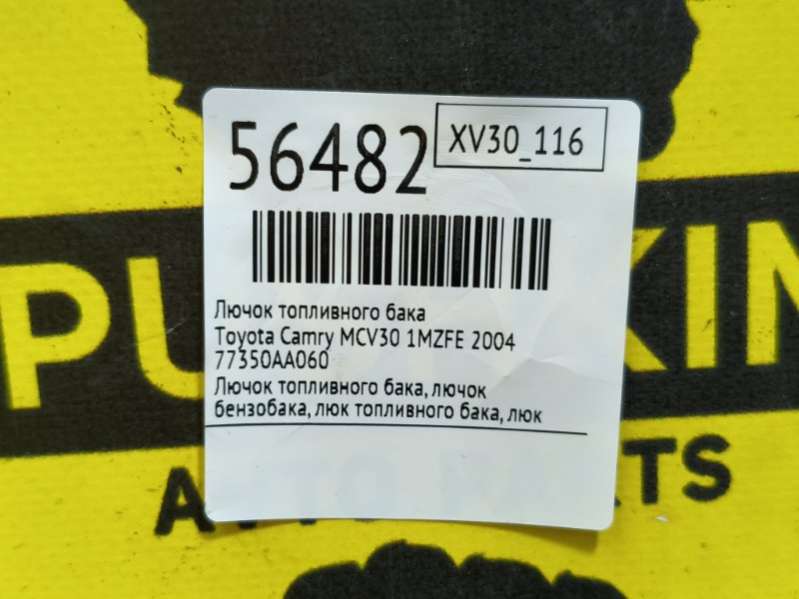 56482
XV30_116
Лючок топливного бака
Toyota Camry MCV30 1MZFE 2004
77350AA060
Лючок топливного бака, лючок
бензобака, люк топливного бака, люк